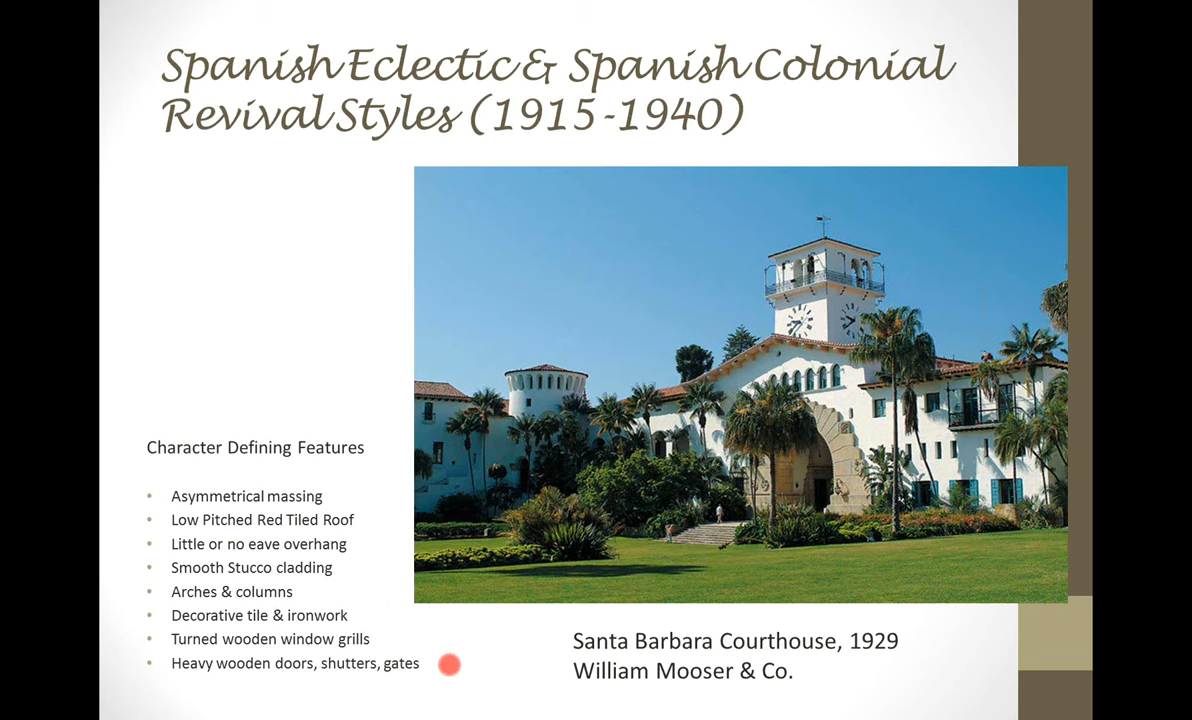 Spanish Eclectic & Spanish Colonial
Revival Styles (1915-1940)
Character Defining Features
• Asymmetrical massing
• Low Pitched Red Tiled Roof
• Little or no eave overhang
• Smooth Stucco cladding
• Arches & columns
• Decorative tile & ironwork
• Turned wooden window grills
• Heavy wooden doors, shutters, gates
Santa Barbara Courthouse, 1929
William Mooser & Co.